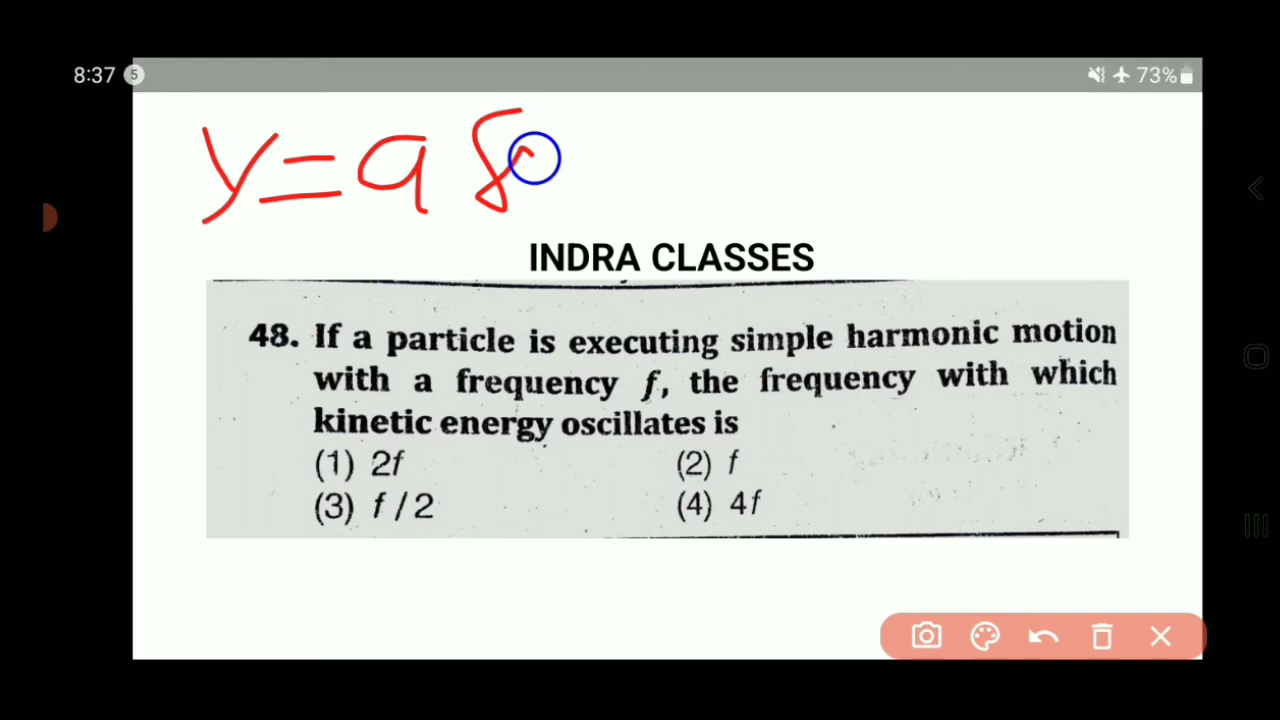 8:37 5 73%
y = a s
INDRA CLASSES
48. If a particle is executing simple harmonic motion
with a frequency f, the frequency with which
kinetic energy oscillates is
(1) 2f (2) f
(3) f / 2 (4) 4f